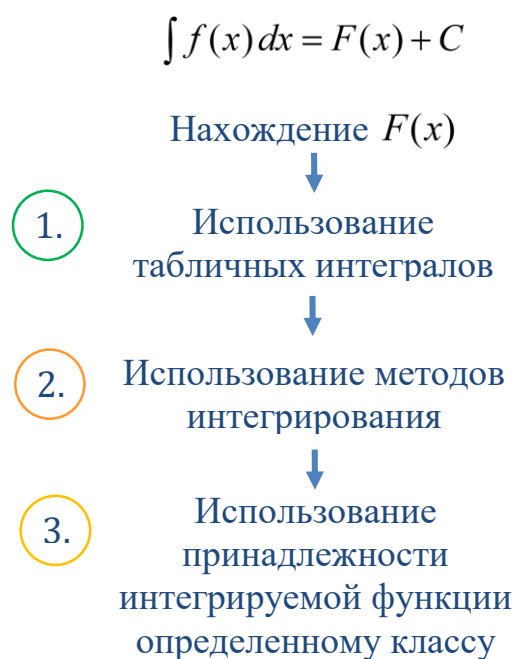 ∫ f(x)dx = F(x) + C
Нахождение F(x)
1.
Использование
табличных интегралов
2.
Использование методов
интегрирования
3.
Использование
принадлежности
интегрируемой функции
определенному классу